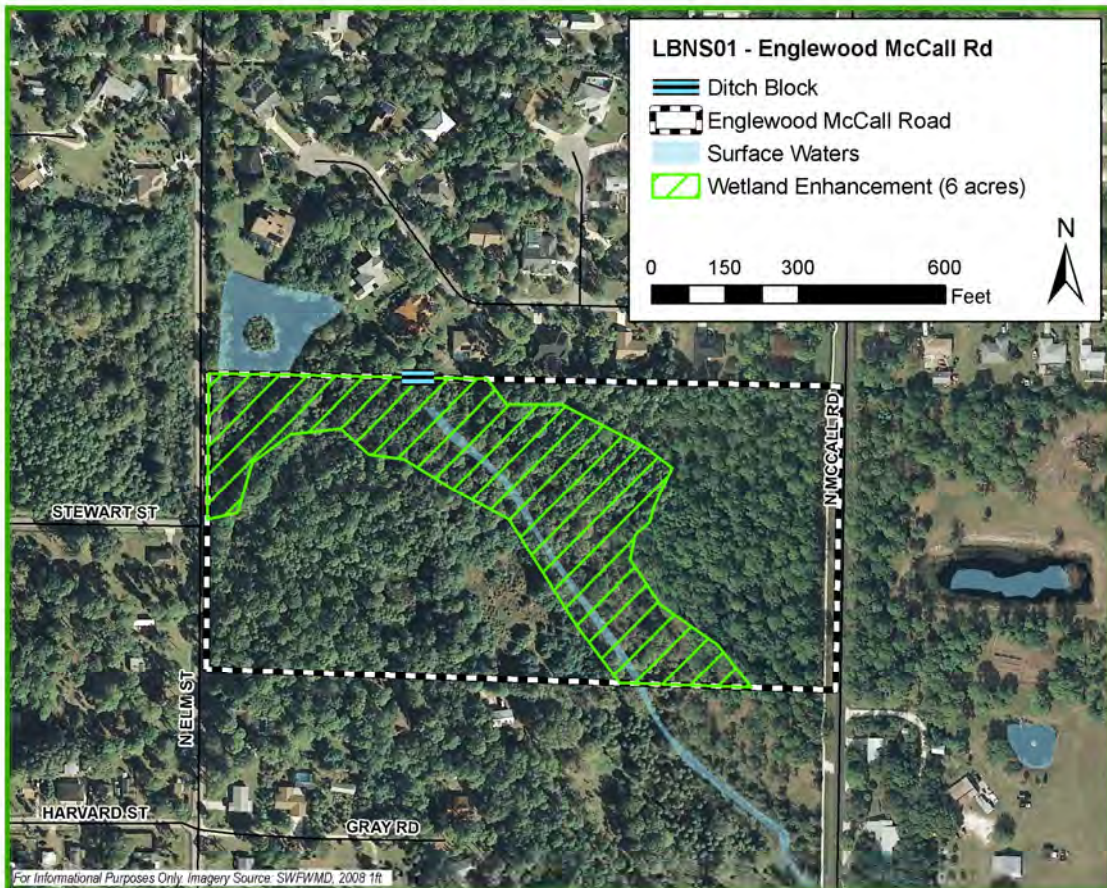 LBNS01 - Englewood McCall Rd
Ditch Block
Englewood McCall Road
Surface Waters
Wetland Enhancement (6 acres)
N
0 150 300 600
Feet
N MCCALL RD
STEWART ST
N ELM ST
HARVARD ST
GRAY RD
For Informational Purposes Only. Imagery Source: SWFWMD, 2008 1ft